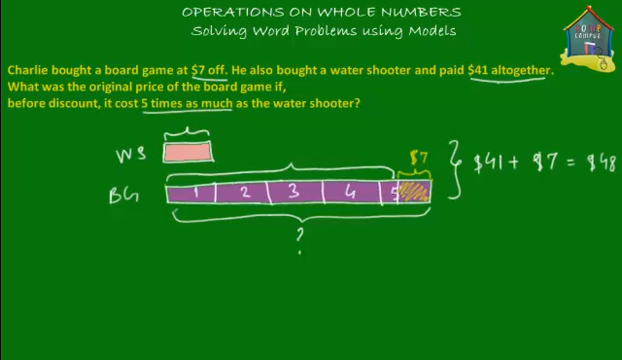 OPERATIONS ON WHOLE NUMBERS
Solving Word Problems using Models
HOME
CAMPUS
Charlie bought a board game at $7 off. He also bought a water shooter and paid $41 altogether.
What was the original price of the board game if,
before discount, it cost 5 times as much as the water shooter?
WS
$7
$41 + $7 = $48
BG 1 2 3 4 5
?